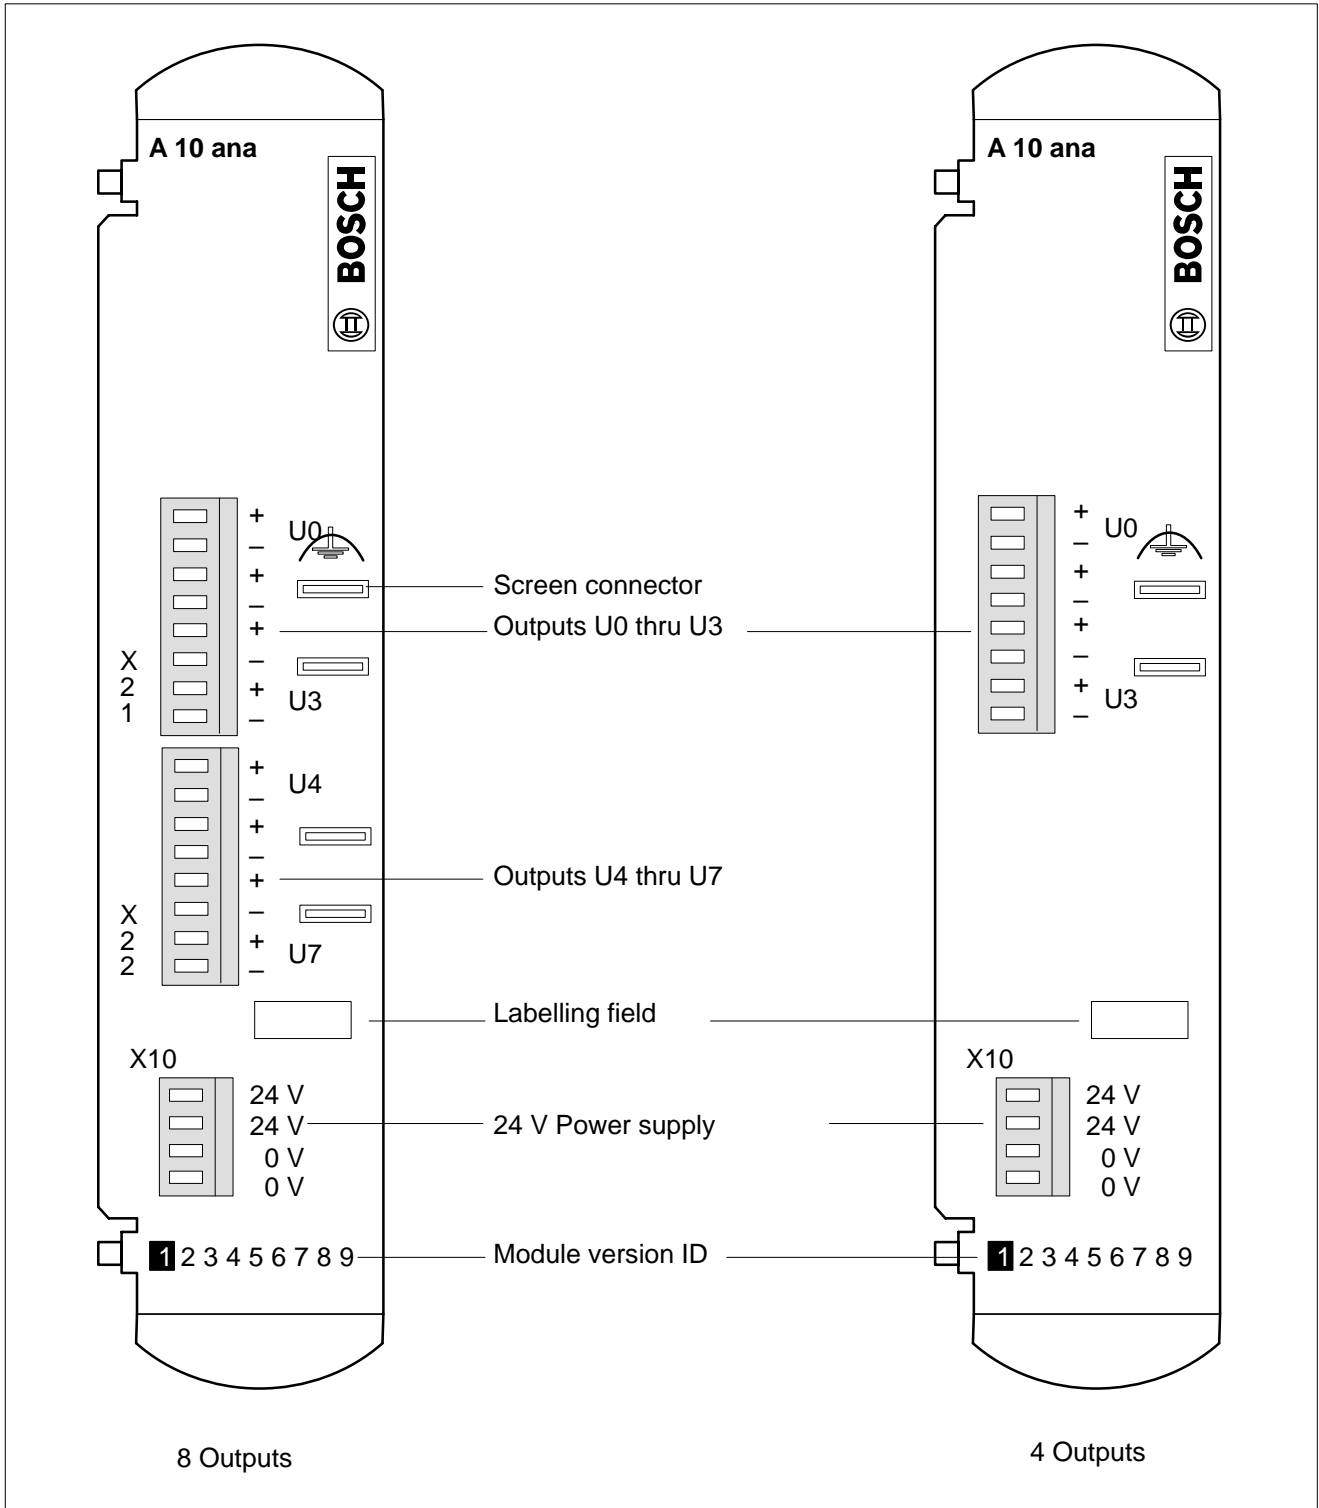 A 10 ana
BOSCH
+
U0
–
+
–
+
–
+
U3
–
X
2
1
+
U4
–
+
–
+
–
+
U7
–
X
2
2
X10
24 V
24 V
0 V
0 V
1 2 3 4 5 6 7 8 9
8 Outputs
Screen connector
Outputs U0 thru U3
Outputs U4 thru U7
Labelling field
24 V Power supply
Module version ID
A 10 ana
BOSCH
+
U0
–
+
–
+
–
+
U3
–
X10
24 V
24 V
0 V
0 V
1 2 3 4 5 6 7 8 9
4 Outputs